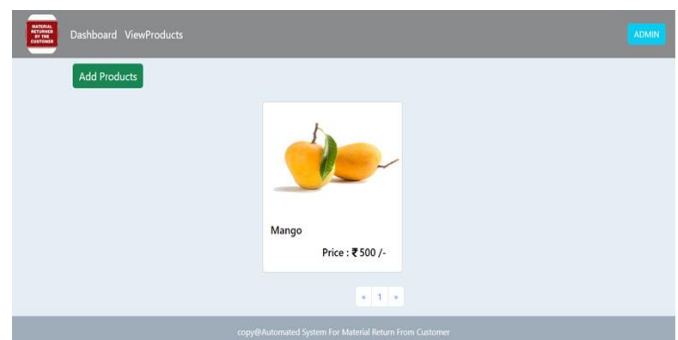 MATERIAL
RETURNED
BY THE
CUSTOMER
Dashboard ViewProducts
ADMIN
Add Products
Mango
Price : ₹ 500 /-
« 1 »
copy@Automated System For Material Return From Customer